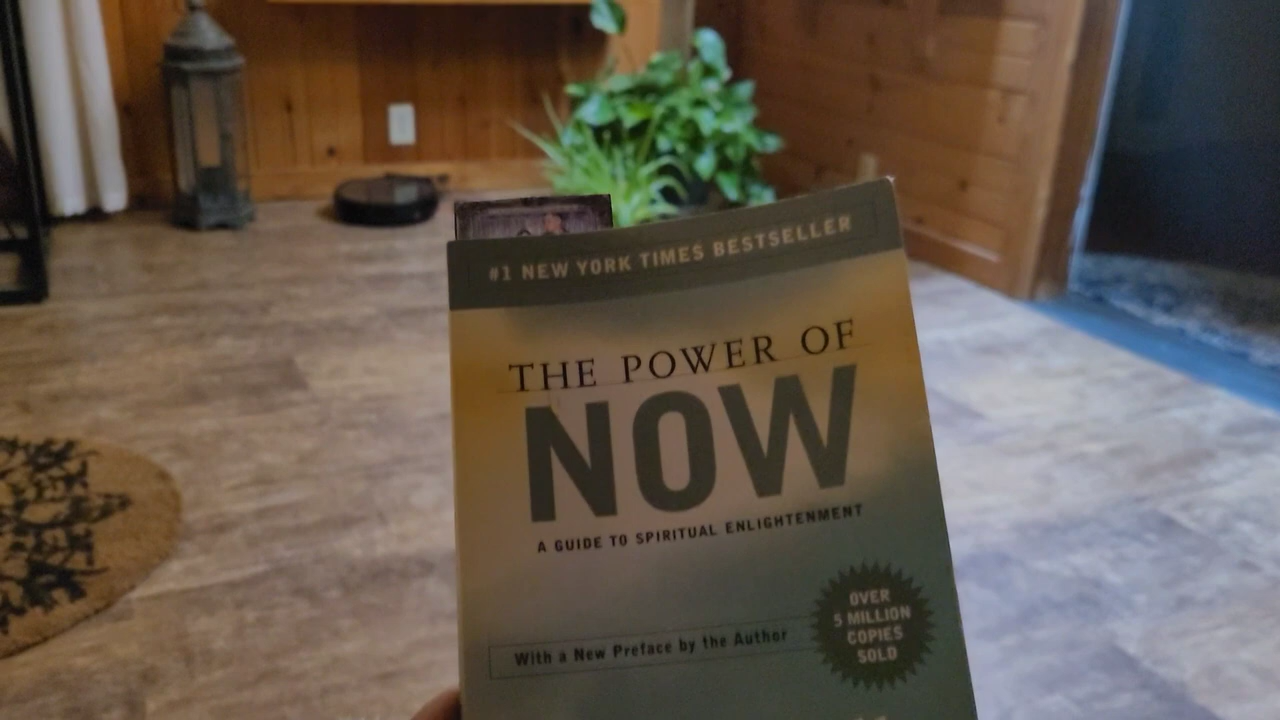 #1 NEW YORK TIMES BESTSELLER
THE POWER OF
NOW
A GUIDE TO SPIRITUAL ENLIGHTENMENT
OVER
5 MILLION
COPIES
SOLD
With a New Preface by the Author